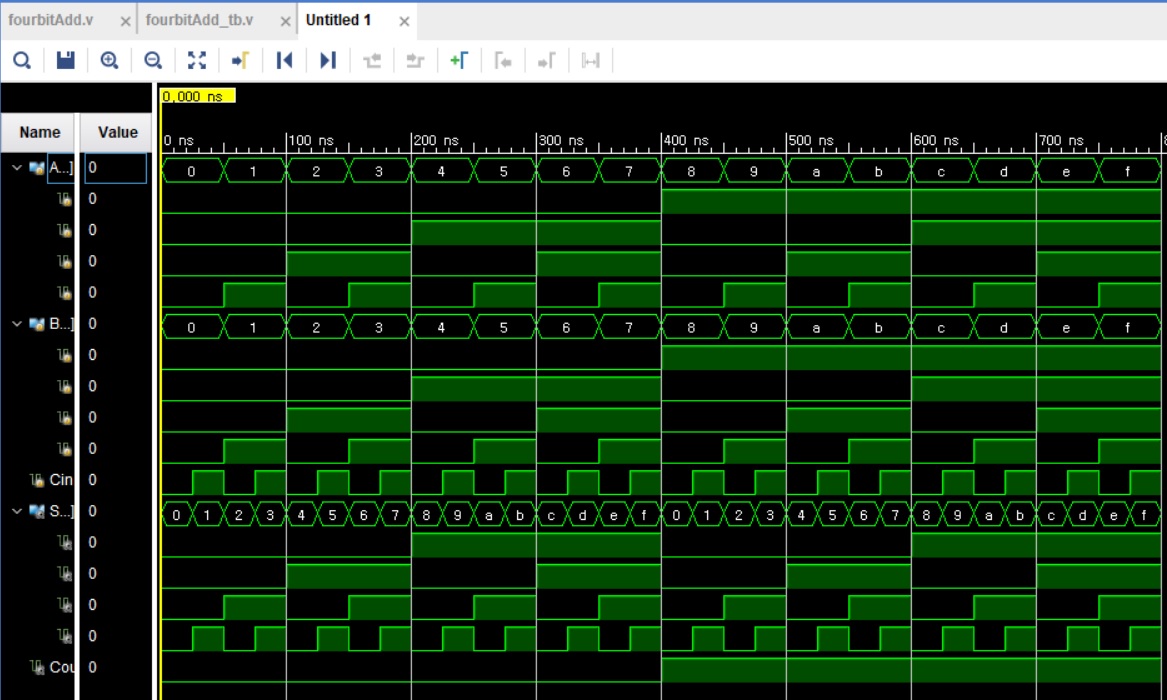 fourbitAdd.v × fourbitAdd_tb.v × Untitled 1 ×
0,000 ns
Name Value 0 ns 100 ns 200 ns 300 ns 400 ns 500 ns 600 ns 700 ns 8
A...] 0 0 1 2 3 4 5 6 7 8 9 a b c d e f
0
0
0
0
B...] 0 0 1 2 3 4 5 6 7 8 9 a b c d e f
0
0
0
0
Cin 0
S...] 0 0 1 2 3 4 5 6 7 8 9 a b c d e f 0 1 2 3 4 5 6 7 8 9 a b c d e f
0
0
0
0
Cou 0